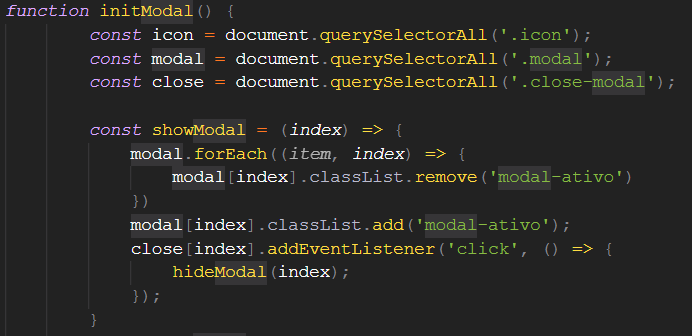 function initModal() {
const icon = document.querySelectorAll('.icon');
const modal = document.querySelectorAll('.modal');
const close = document.querySelectorAll('.close-modal');
const showModal = (index) => {
modal.forEach((item, index) => {
modal[index].classList.remove('modal-ativo')
})
modal[index].classList.add('modal-ativo');
close[index].addEventListener('click', () => {
hideModal(index);
});
}